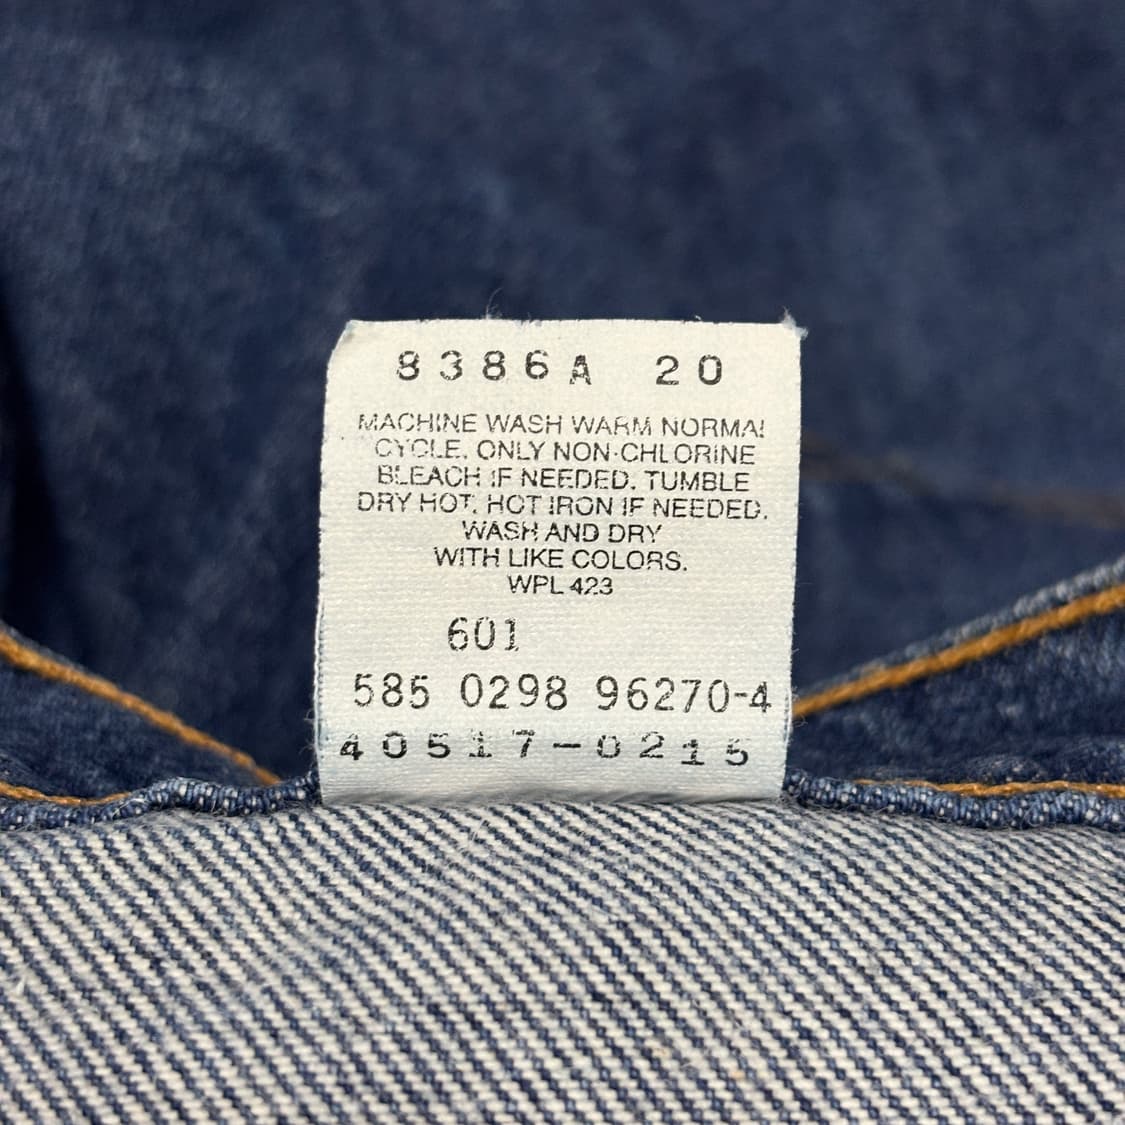 8386A 20
MACHINE WASH WARM NORMAL
CYCLE. ONLY NON-CHLORINE
BLEACH IF NEEDED. TUMBLE
DRY HOT. HOT IRON IF NEEDED.
WASH AND DRY
WITH LIKE COLORS.
WPL 423
601
585 0298 96270-4
40517-0215